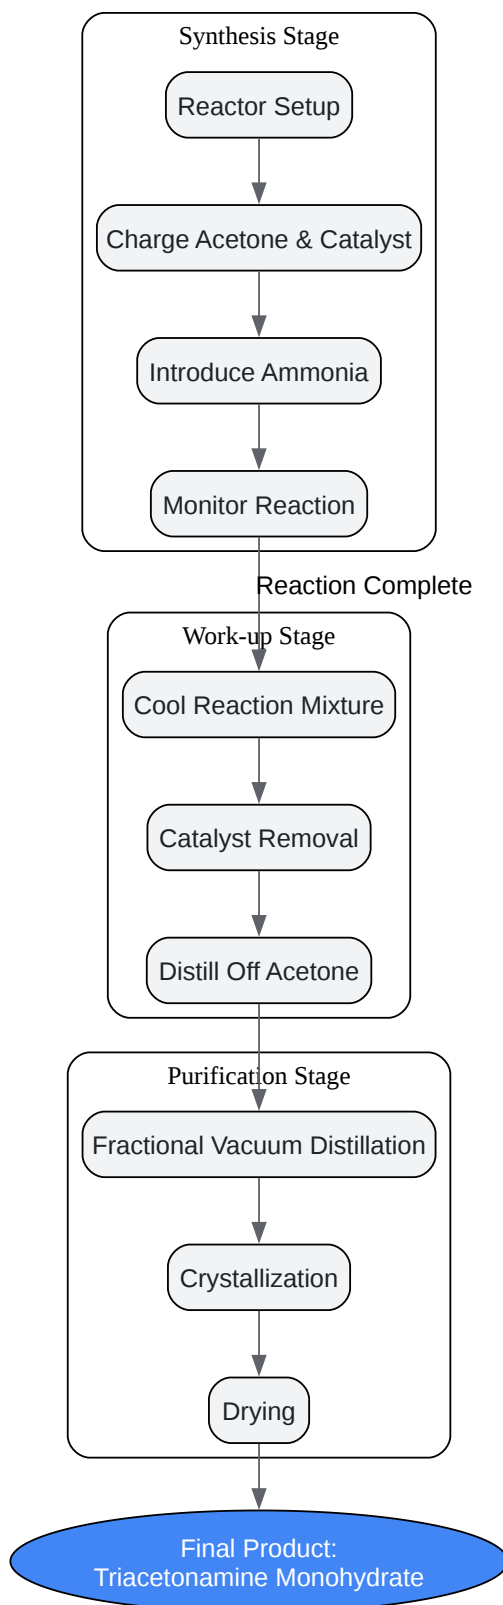 Synthesis Stage
Reactor Setup
Charge Acetone & Catalyst
Introduce Ammonia
Monitor Reaction
Reaction Complete
Work-up Stage
Cool Reaction Mixture
Catalyst Removal
Distill Off Acetone
Purification Stage
Fractional Vacuum Distillation
Crystallization
Drying
Final Product:
Triacetonamine Monohydrate